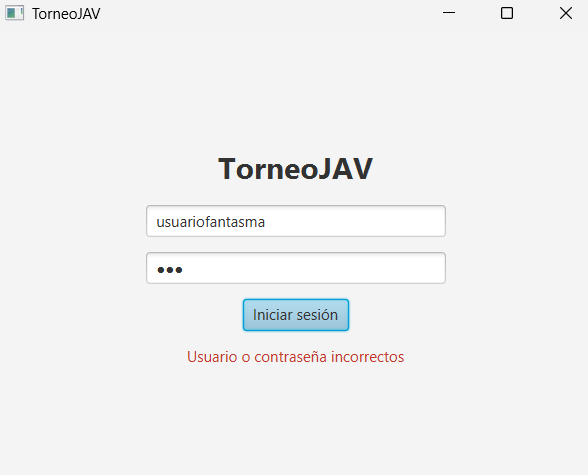 TorneoJAV
TorneoJAV
usuariofantasma
●●●
Iniciar sesión
Usuario o contraseña incorrectos